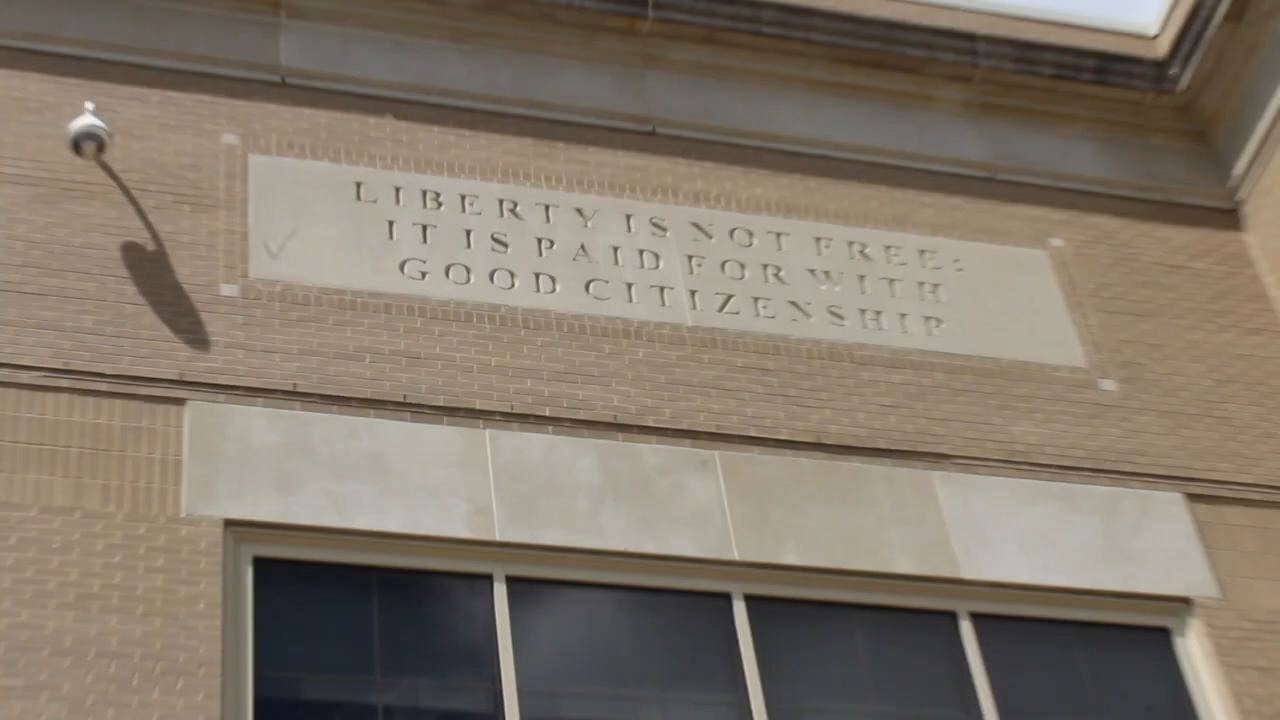 LIBERTY IS NOT FREE:
IT IS PAID FOR WITH
GOOD CITIZENSHIP